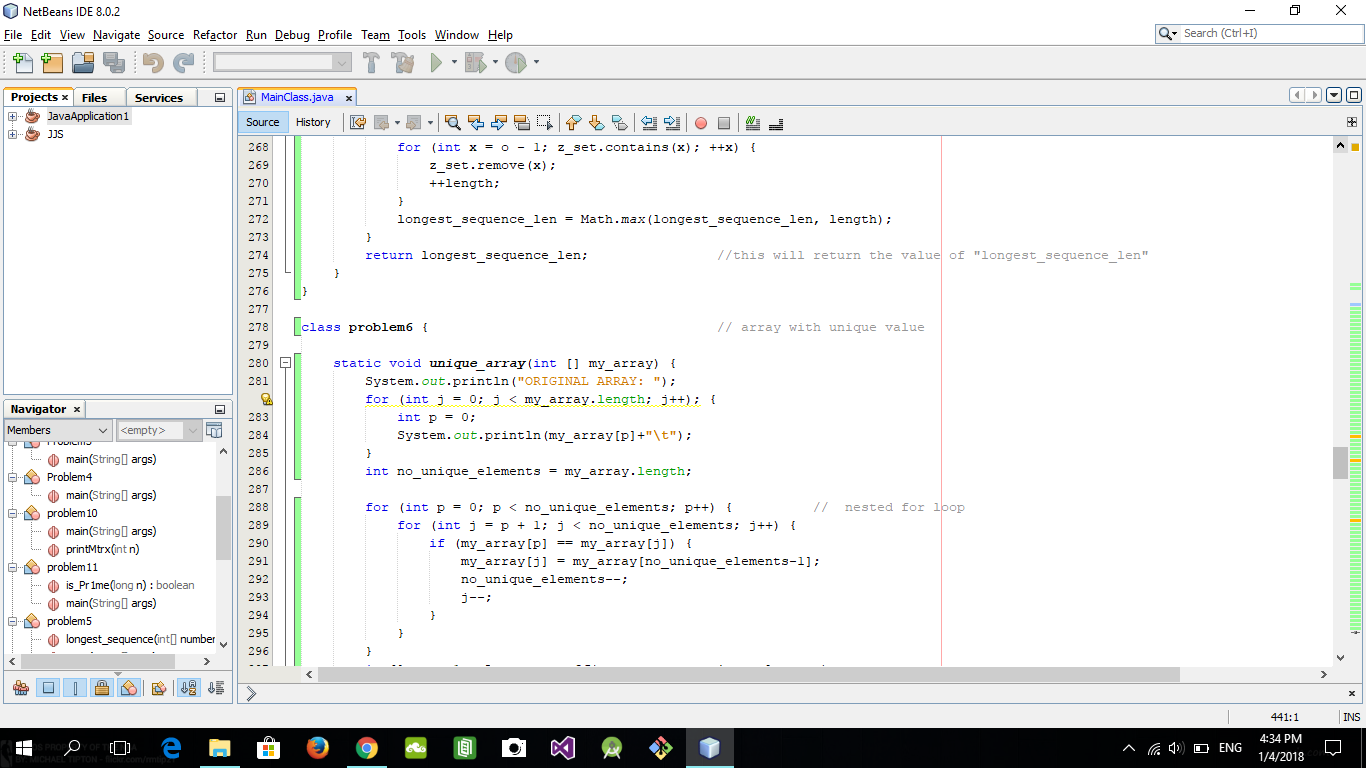 NetBeans IDE 8.0.2
File Edit View Navigate Source Refactor Run Debug Profile Team Tools Window Help
Search (Ctrl+I)
Projects Files Services
JavaApplication1
JJS
MainClass.java
Source History
268 for (int x = o - 1; z_set.contains(x); ++x) {
269 z_set.remove(x);
270 ++length;
271 }
272 longest_sequence_len = Math.max(longest_sequence_len, length);
273 }
274 return longest_sequence_len; //this will return the value of "longest_sequence_len"
275 }
276 }
277
278 class problem6 { // array with unique value
279
280 static void unique_array(int [] my_array) {
281 System.out.println("ORIGINAL ARRAY: ");
for (int j = 0; j < my_array.length; j++); {
283 int p = 0;
284 System.out.println(my_array[p]+"\t");
285 }
286 int no_unique_elements = my_array.length;
287
288 for (int p = 0; p < no_unique_elements; p++) { // nested for loop
289 for (int j = p + 1; j < no_unique_elements; j++) {
290 if (my_array[p] == my_array[j]) {
291 my_array[j] = my_array[no_unique_elements-1];
292 no_unique_elements--;
293 j--;
294 }
295 }
296 }
Navigator
Members <empty>
main(String[] args)
Problem4
main(String[] args)
problem10
main(String[] args)
printMtrx(int n)
problem11
is_Pr1me(long n) : boolean
main(String[] args)
problem5
longest_sequence(int[] number
441:1 INS
ENG
4:34 PM
1/4/2018